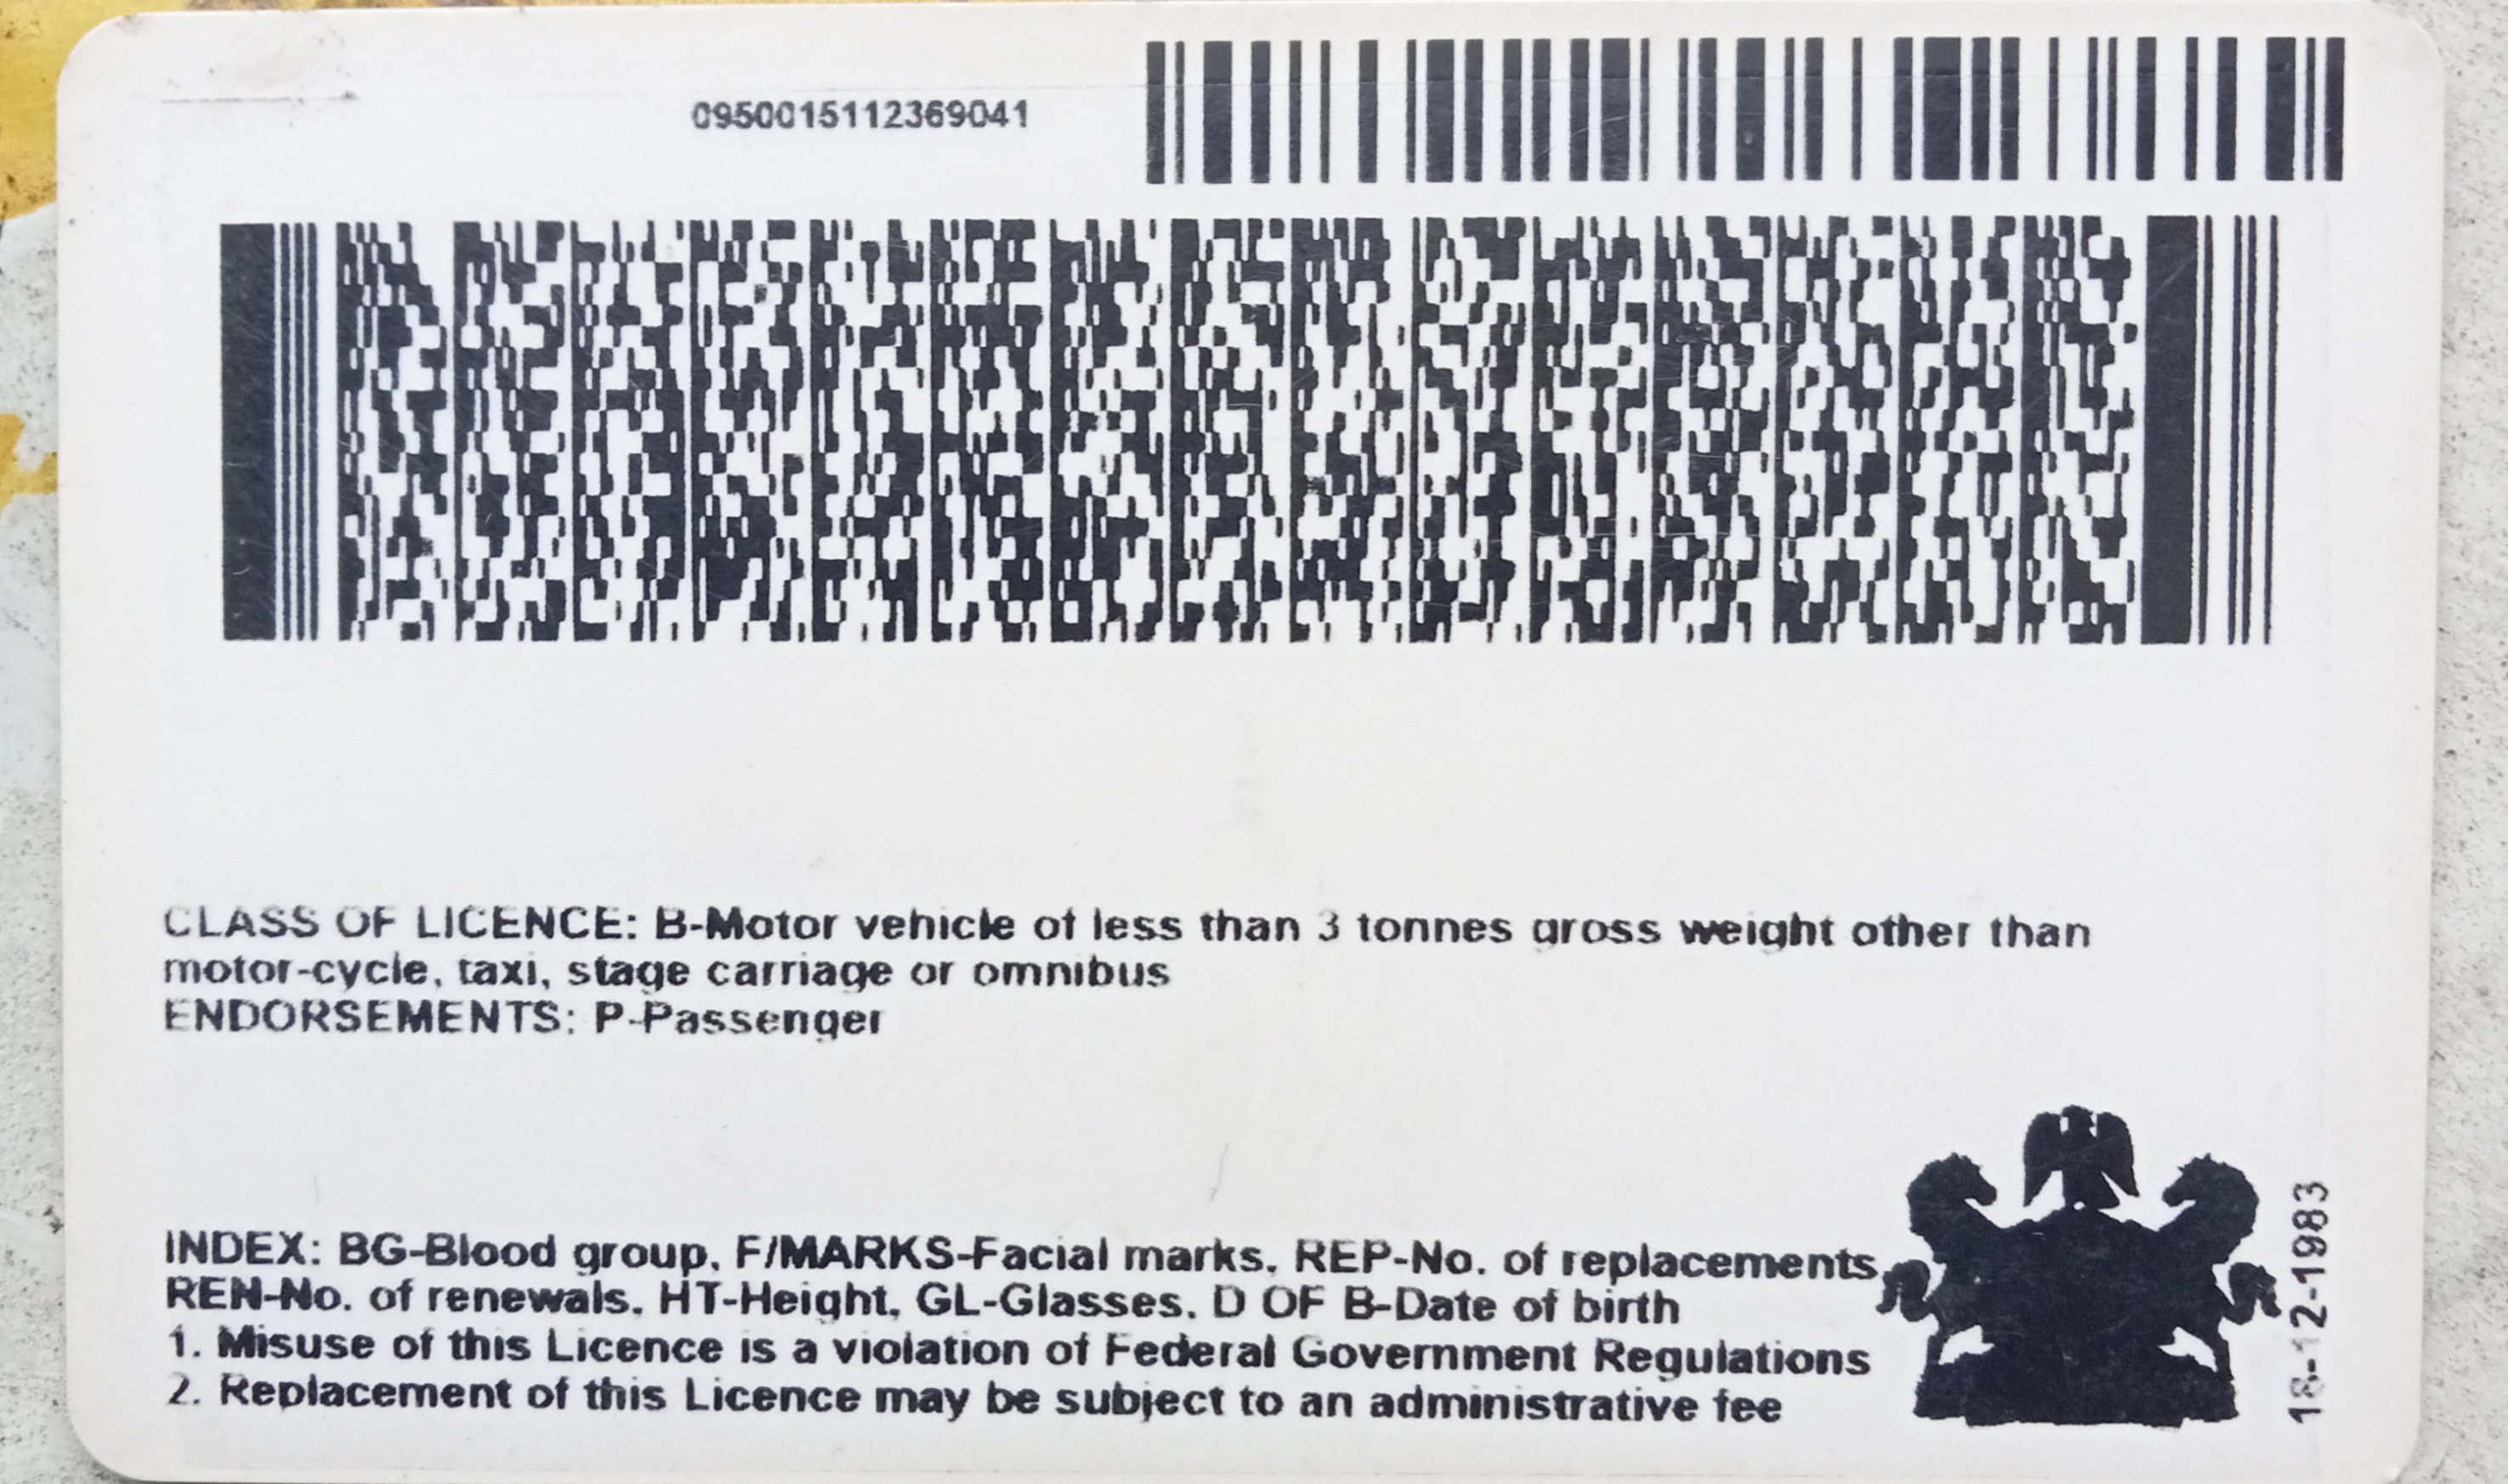 0950015112369041
CLASS OF LICENCE: B-Motor vehicle of less than 3 tonnes gross weight other than
motor-cycle, taxi, stage carriage or omnibus
ENDORSEMENTS: P-Passenger
INDEX: BG-Blood group, F/MARKS-Facial marks, REP-No. of replacements,
REN-No. of renewals, HT-Height, GL-Glasses, D OF B-Date of birth
1. Misuse of this Licence is a violation of Federal Government Regulations
2. Replacement of this Licence may be subject to an administrative fee
18-12-1983